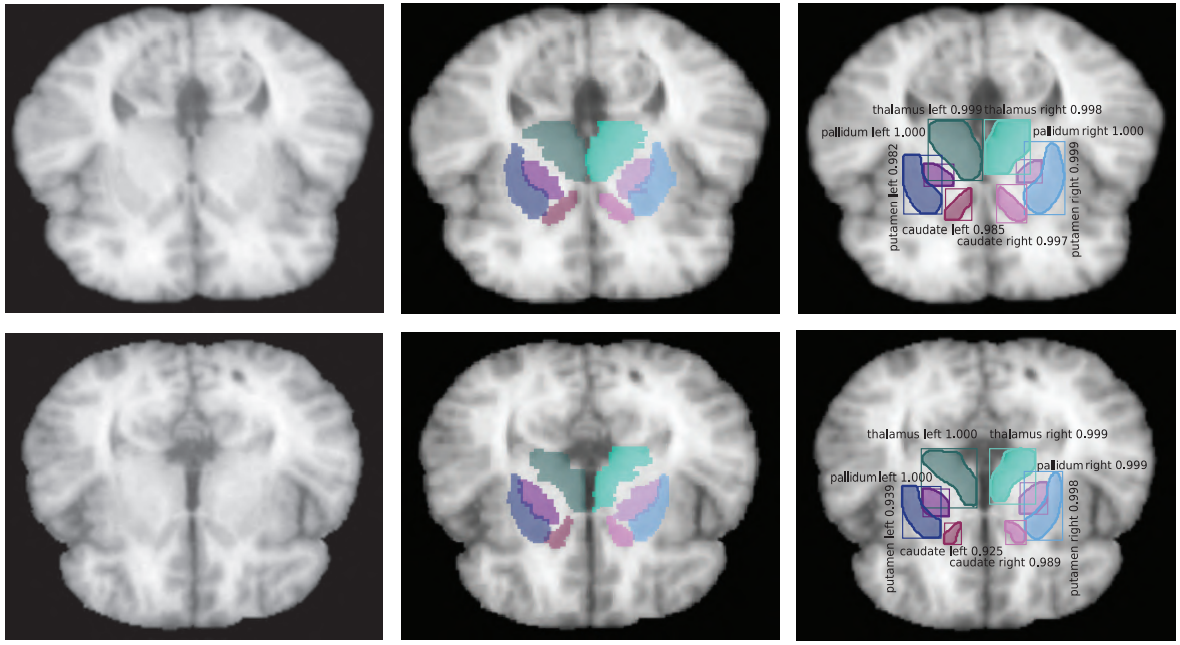 thalamus left 0.999
thalamus right 0.998
pallidum left 1.000
pallidum right 1.000
putamen left 0.982
putamen right 0.999
caudate left 0.985
caudate right 0.997
thalamus left 1.000
thalamus right 0.999
pallidum right 0.999
pallidum left 1.000
putamen left 0.939
putamen right 0.998
caudate left 0.925
caudate right 0.989